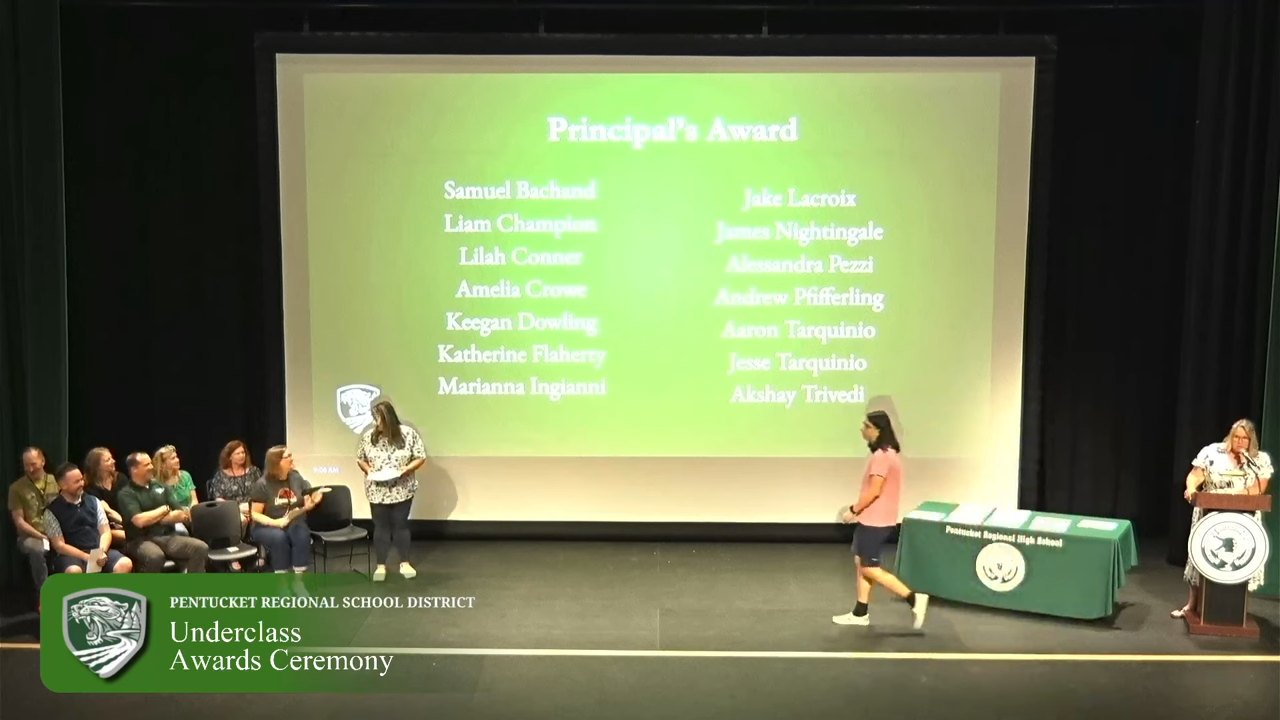 Principal's Award
Samuel Bachand
Liam Champion
Lilah Conner
Amelia Crowe
Keegan Dowling
Katherine Flaherty
Marianna Ingianni
Jake Lacroix
James Nightingale
Alessandra Pezzi
Andrew Pfifferling
Aaron Tarquinio
Jesse Tarquinio
Akshay Trivedi
Pentucket Regional High School
PENTUCKET REGIONAL SCHOOL DISTRICT
Underclass
Awards Ceremony